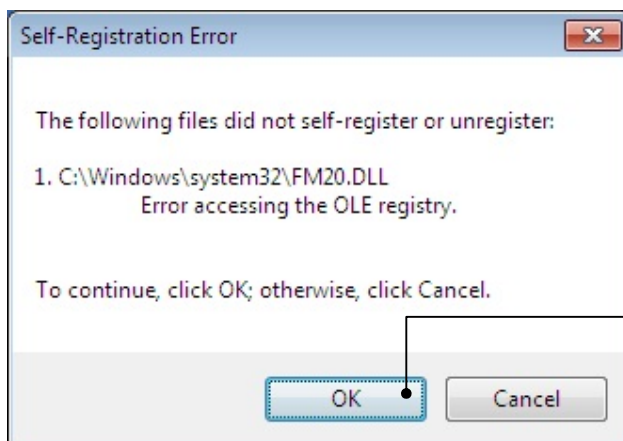 Self-Registration Error
The following files did not self-register or unregister:
1. C:\Windows\system32\FM20.DLL
Error accessing the OLE registry.
To continue, click OK; otherwise, click Cancel.
OK
Cancel